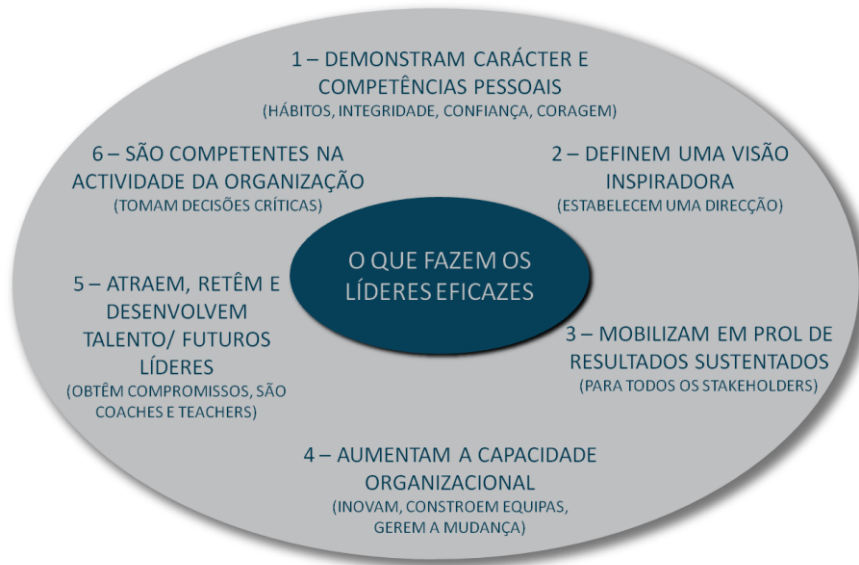 1 – DEMONSTRAM CARÁCTER E
COMPETÊNCIAS PESSOAIS
(HÁBITOS, INTEGRIDADE, CONFIANÇA, CORAGEM)
2 – DEFINEM UMA VISÃO
INSPIRADORA
(ESTABELECEM UMA DIRECÇÃO)
3 – MOBILIZAM EM PROL DE
RESULTADOS SUSTENTADOS
(PARA TODOS OS STAKEHOLDERS)
4 – AUMENTAM A CAPACIDADE
ORGANIZACIONAL
(INOVAM, CONSTROEM EQUIPAS,
GEREM A MUDANÇA)
5 – ATRAEM, RETÊM E
DESENVOLVEM
TALENTO/ FUTUROS
LÍDERES
(OBTÊM COMPROMISSOS, SÃO
COACHES E TEACHERS)
6 – SÃO COMPETENTES NA
ACTIVIDADE DA ORGANIZAÇÃO
(TOMAM DECISÕES CRÍTICAS)
O QUE FAZEM OS
LÍDERES EFICAZES